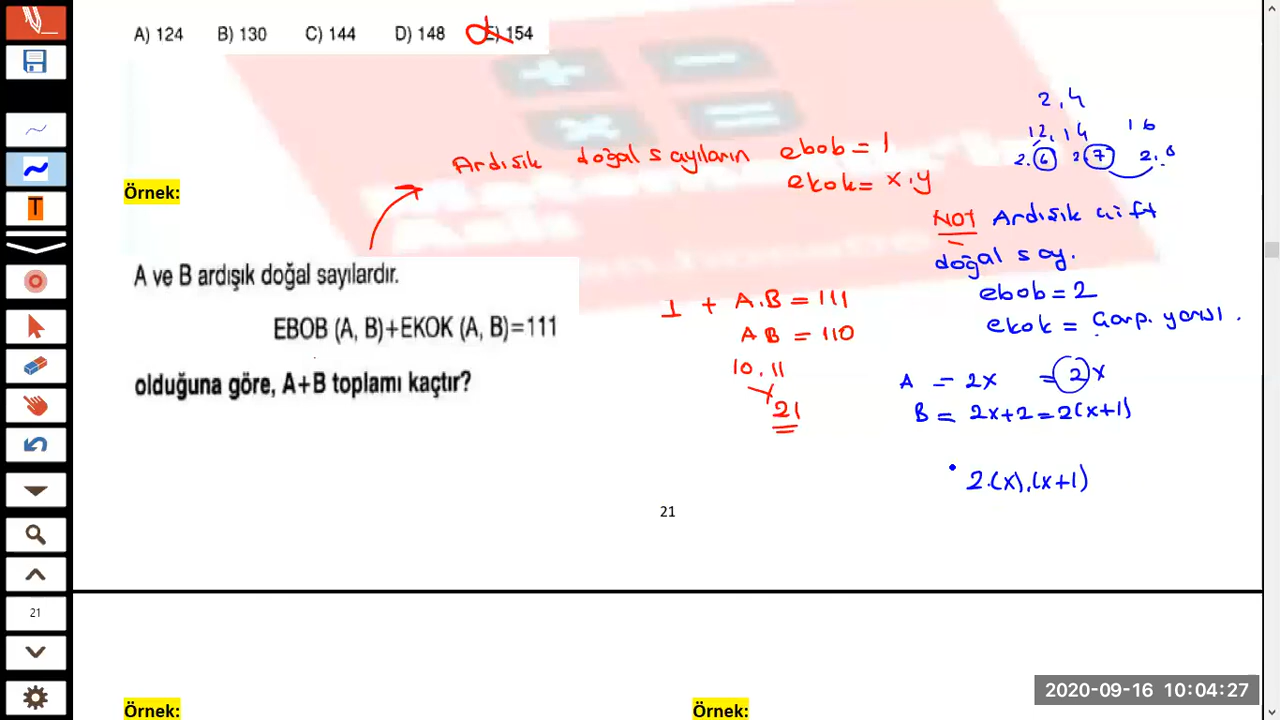 A) 124 B) 130 C) 144 D) 148 E) 154
Örnek:
Ardışık doğal sayıların ebob = 1
ekok = x.y
A ve B ardışık doğal sayılardır.
EBOB (A, B)+EKOK (A, B)=111
olduğuna göre, A+B toplamı kaçtır?
1 + A.B = 111
AB = 110
10.11
21
2,4
12,14 16
2.6 2.7 2.8
NOT Ardışık çift
doğal say.
ebob = 2
ekok = Çarp. yarısı.
A = 2x = 2x
B = 2x+2 = 2(x+1)
2.(x).(x+1)
21
T
21
Örnek: Örnek:
2020-09-16 10:04:27